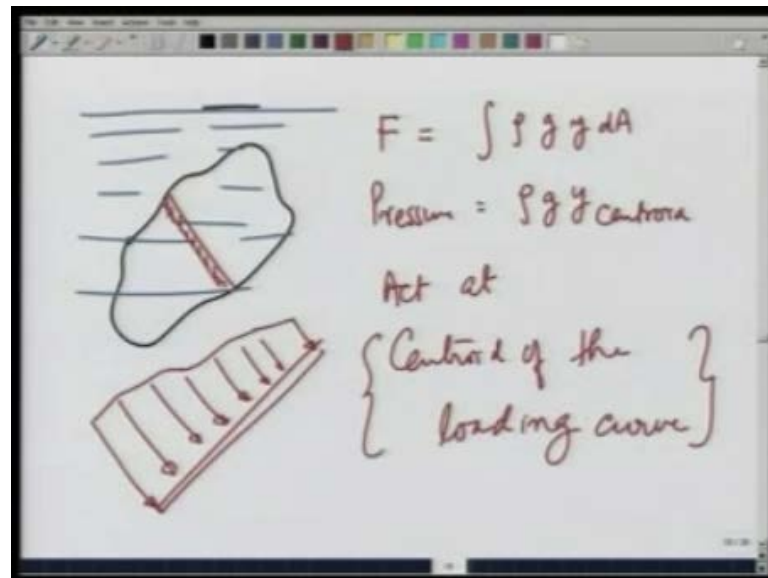 F = ∫ ρ g y dA
Pressure = ρ g y centroid
Act at
{ Centroid of the
loading curve }